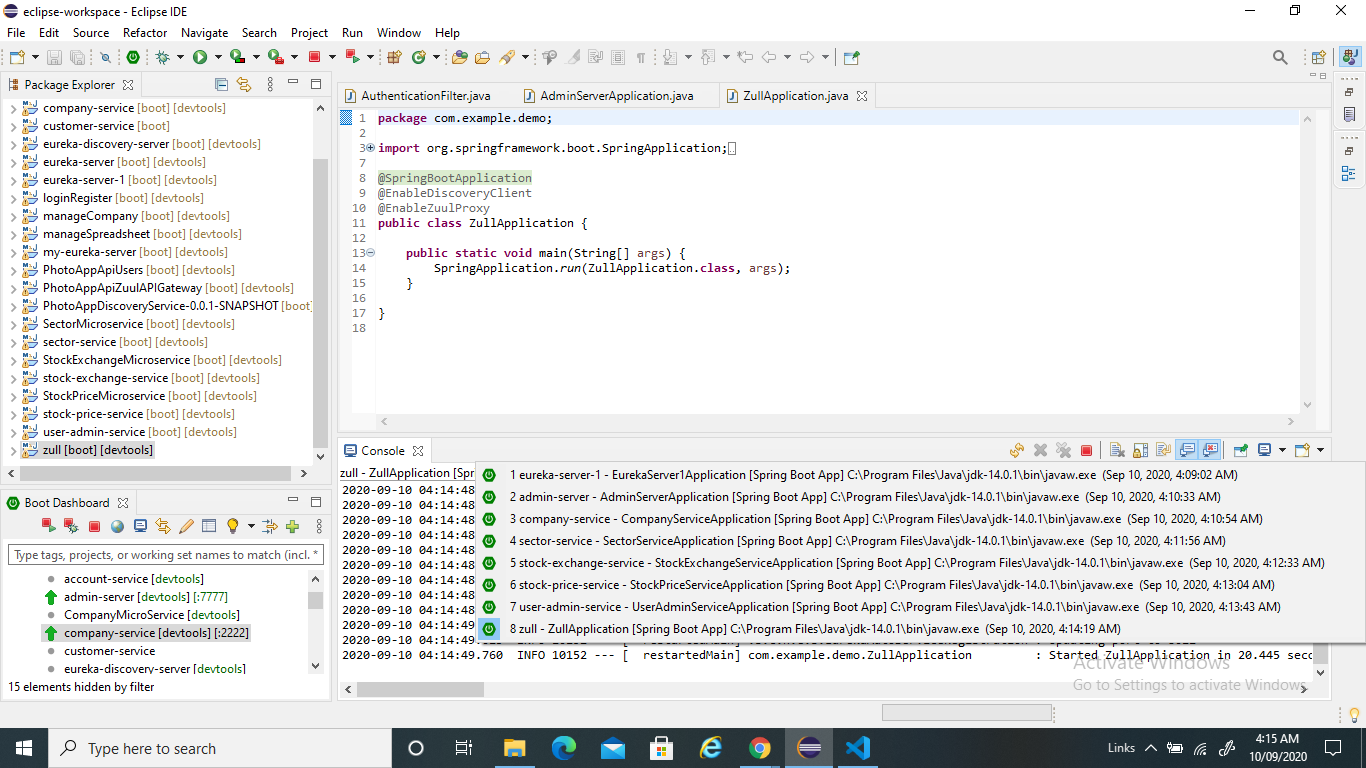 eclipse-workspace - Eclipse IDE
File Edit Source Refactor Navigate Search Project Run Window Help
Package Explorer
company-service [boot] [devtools]
customer-service [boot]
eureka-discovery-server [boot] [devtools]
eureka-server [boot] [devtools]
eureka-server-1 [boot] [devtools]
loginRegister [boot] [devtools]
manageCompany [boot] [devtools]
manageSpreadsheet [boot] [devtools]
my-eureka-server [boot] [devtools]
PhotoAppApiUsers [boot] [devtools]
PhotoAppApiZuulAPIGateway [boot] [devtools]
PhotoAppDiscoveryService-0.0.1-SNAPSHOT [boot]
SectorMicroservice [boot] [devtools]
sector-service [boot] [devtools]
StockExchangeMicroservice [boot] [devtools]
stock-exchange-service [boot] [devtools]
StockPriceMicroservice [boot] [devtools]
stock-price-service [boot] [devtools]
user-admin-service [boot] [devtools]
zull [boot] [devtools]
Boot Dashboard
Type tags, projects, or working set names to match (incl. *
account-service [devtools]
admin-server [devtools] [:7777]
CompanyMicroService [devtools]
company-service [devtools] [:2222]
customer-service
eureka-discovery-server [devtools]
15 elements hidden by filter
AuthenticationFilter.java AdminServerApplication.java ZullApplication.java
1 package com.example.demo;
2
3 import org.springframework.boot.SpringApplication;
7
8 @SpringBootApplication
9 @EnableDiscoveryClient
10 @EnableZuulProxy
11 public class ZullApplication {
12
13 public static void main(String[] args) {
14 SpringApplication.run(ZullApplication.class, args);
15 }
16
17 }
18
Console
zull - ZullApplication [Spr
1 eureka-server-1 - EurekaServer1Application [Spring Boot App] C:\Program Files\Java\jdk-14.0.1\bin\javaw.exe (Sep 10, 2020, 4:09:02 AM)
2 admin-server - AdminServerApplication [Spring Boot App] C:\Program Files\Java\jdk-14.0.1\bin\javaw.exe (Sep 10, 2020, 4:10:33 AM)
3 company-service - CompanyServiceApplication [Spring Boot App] C:\Program Files\Java\jdk-14.0.1\bin\javaw.exe (Sep 10, 2020, 4:10:54 AM)
4 sector-service - SectorServiceApplication [Spring Boot App] C:\Program Files\Java\jdk-14.0.1\bin\javaw.exe (Sep 10, 2020, 4:11:56 AM)
5 stock-exchange-service - StockExchangeServiceApplication [Spring Boot App] C:\Program Files\Java\jdk-14.0.1\bin\javaw.exe (Sep 10, 2020, 4:12:33 AM)
6 stock-price-service - StockPriceServiceApplication [Spring Boot App] C:\Program Files\Java\jdk-14.0.1\bin\javaw.exe (Sep 10, 2020, 4:13:04 AM)
7 user-admin-service - UserAdminServiceApplication [Spring Boot App] C:\Program Files\Java\jdk-14.0.1\bin\javaw.exe (Sep 10, 2020, 4:13:43 AM)
8 zull - ZullApplication [Spring Boot App] C:\Program Files\Java\jdk-14.0.1\bin\javaw.exe (Sep 10, 2020, 4:14:19 AM)
2020-09-10 04:14:48
2020-09-10 04:14:48
2020-09-10 04:14:48
2020-09-10 04:14:48
2020-09-10 04:14:48
2020-09-10 04:14:48
2020-09-10 04:14:48
2020-09-10 04:14:48
2020-09-10 04:14:48
2020-09-10 04:14:48
2020-09-10 04:14:49.760 INFO 10152 --- [ restartedMain] com.example.demo.ZullApplication : Started ZullApplication in 20.445 seco
Activate Windows
Go to Settings to activate Windows.
Type here to search
Links
4:15 AM
10/09/2020